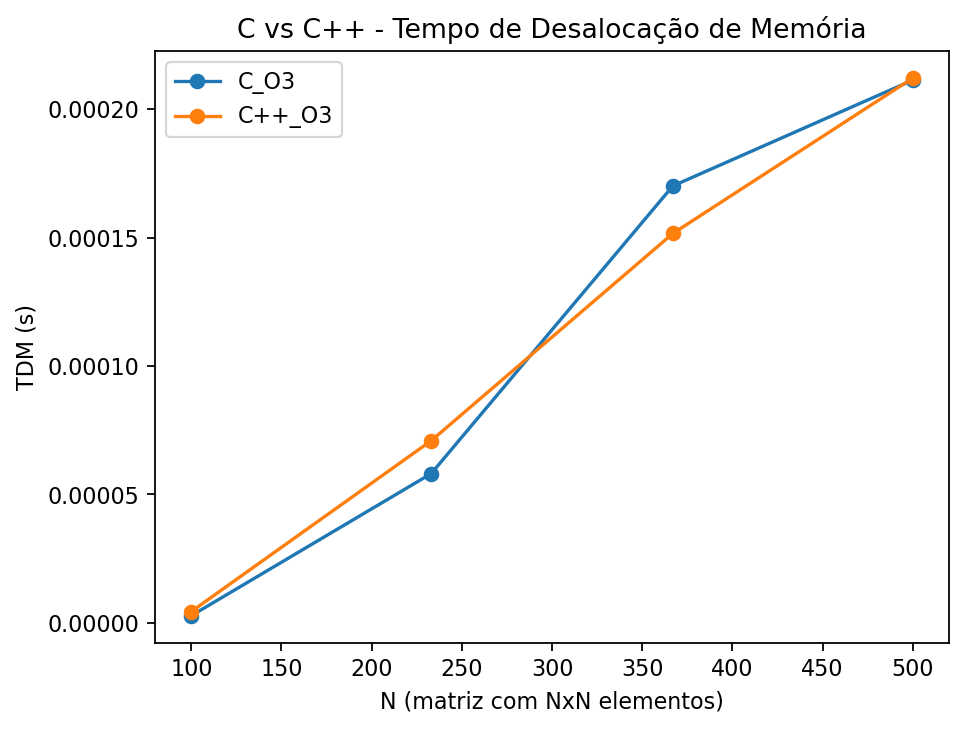 C vs C++ - Tempo de Desalocação de Memória
C_O3
C++_O3
TDM (s)
0.00020
0.00015
0.00010
0.00005
0.00000
100 150 200 250 300 350 400 450 500
N (matriz com NxN elementos)